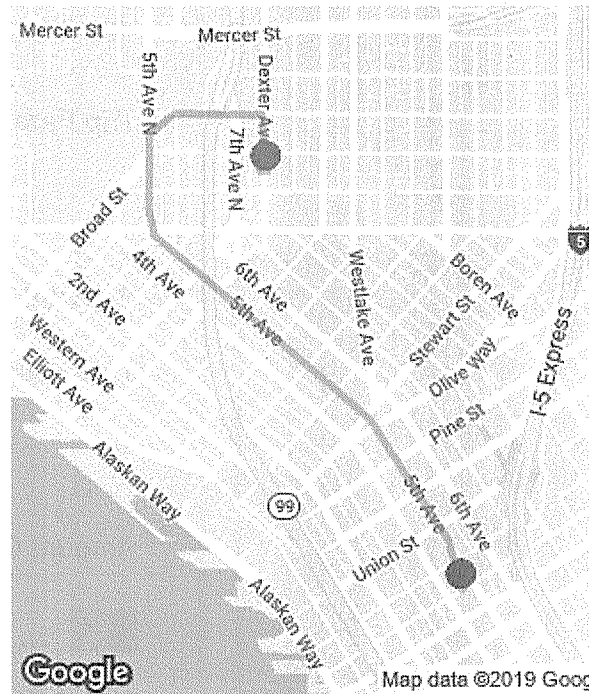 Mercer St
Mercer St
5th Ave N
Dexter Av
7th Ave N
Broad St
4th Ave
6th Ave
2nd Ave
5th Ave
Westlake Ave
Boren Ave
Stewart St
5
Western Ave
Elliott Ave
Olive Way
I-5 Express
Pine St
Alaskan Way
99
5th Ave
6th Ave
Union St
Alaskan Way
Google
Map data ©2019 Goog